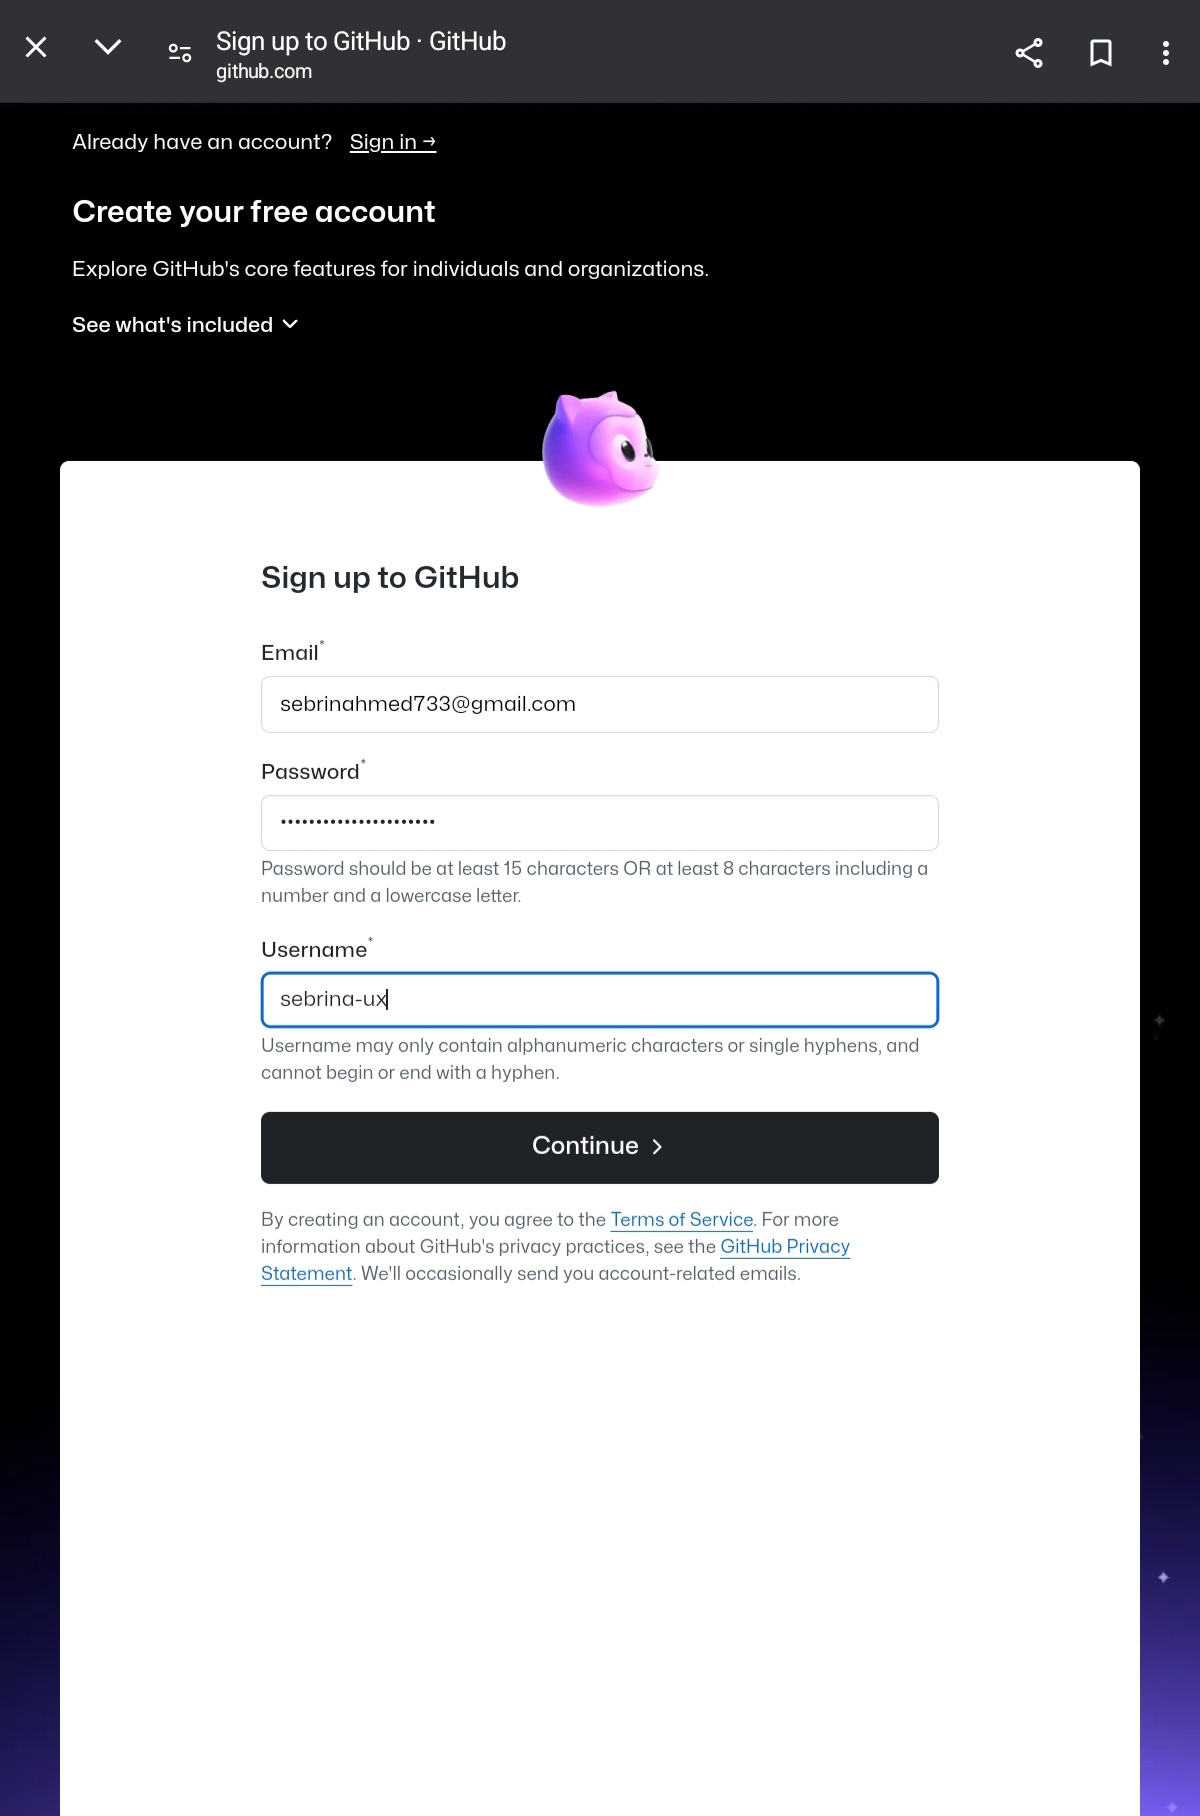 Sign up to GitHub · GitHub
github.com
Already have an account? Sign in →
Create your free account
Explore GitHub's core features for individuals and organizations.
See what's included
Sign up to GitHub
Email*
sebrinahmed733@gmail.com
Password*
••••••••••••••••••••••
Password should be at least 15 characters OR at least 8 characters including a
number and a lowercase letter.
Username*
sebrina-ux
Username may only contain alphanumeric characters or single hyphens, and
cannot begin or end with a hyphen.
Continue
By creating an account, you agree to the Terms of Service. For more
information about GitHub's privacy practices, see the GitHub Privacy
Statement. We'll occasionally send you account-related emails.